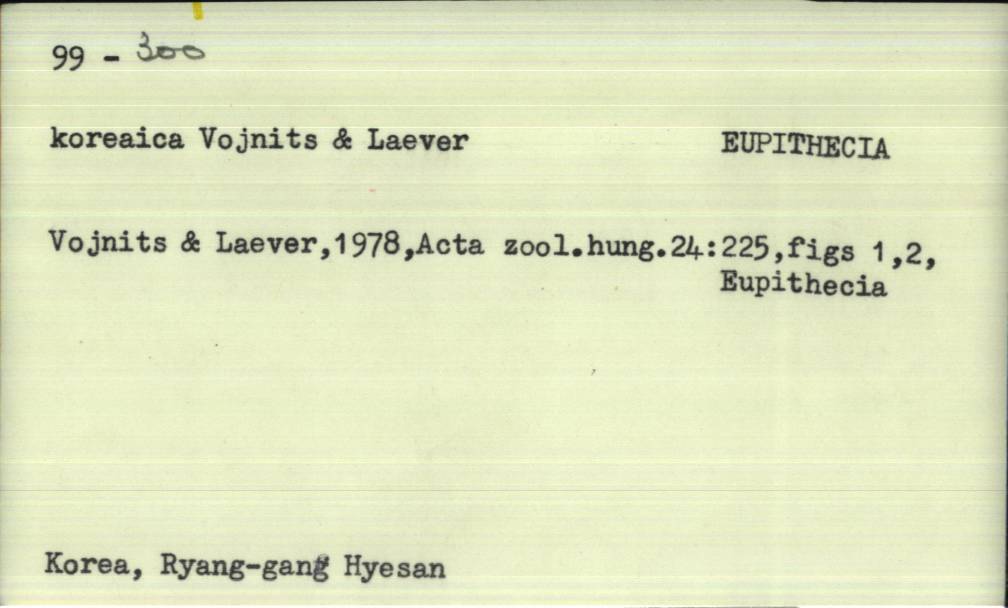 99 - 300
koreaica Vojnits & Laever EUPITHECIA
Vojnits & Laever,1978,Acta zool.hung.24:225,figs 1,2,
Eupithecia
Korea, Ryang-gang Hyesan